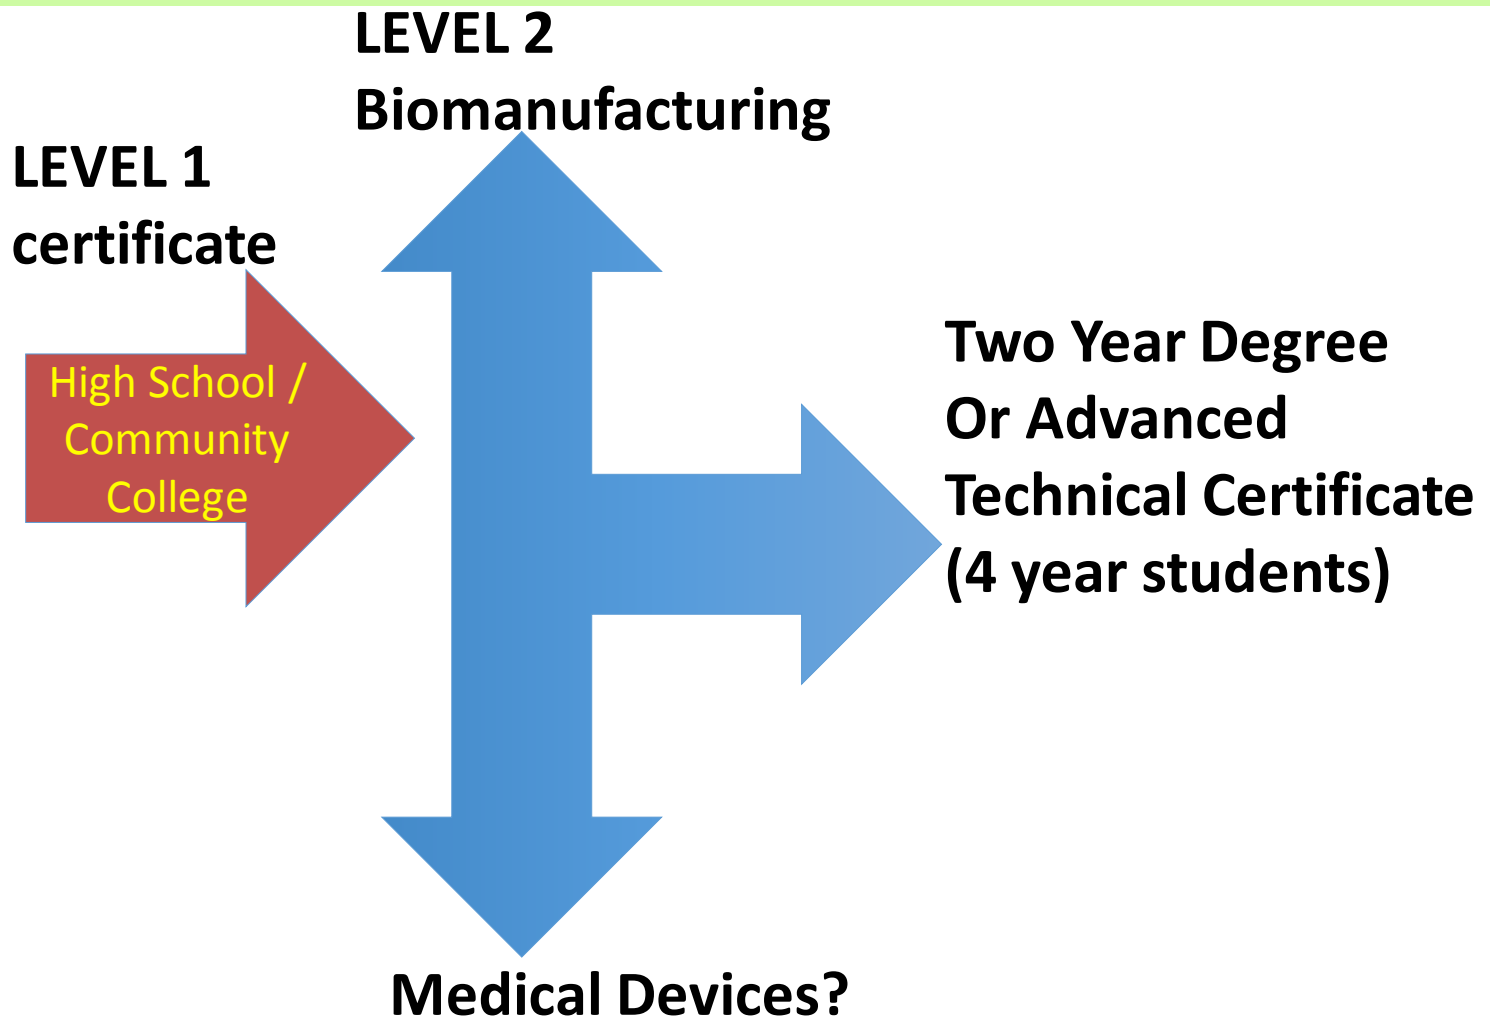 LEVEL 2
Biomanufacturing
LEVEL 1
certificate
High School /
Community
College
Two Year Degree
Or Advanced
Technical Certificate
(4 year students)
Medical Devices?